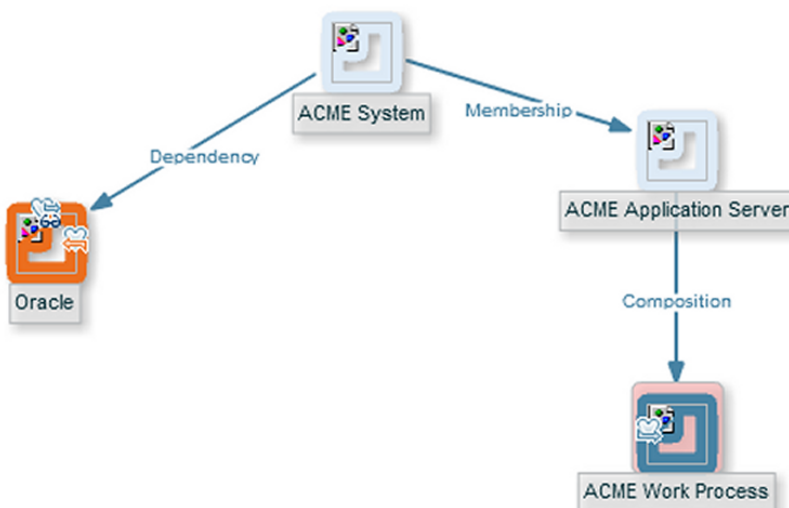 ACME System
Membership
Dependency
ACME Application Server
Oracle
Composition
ACME Work Process